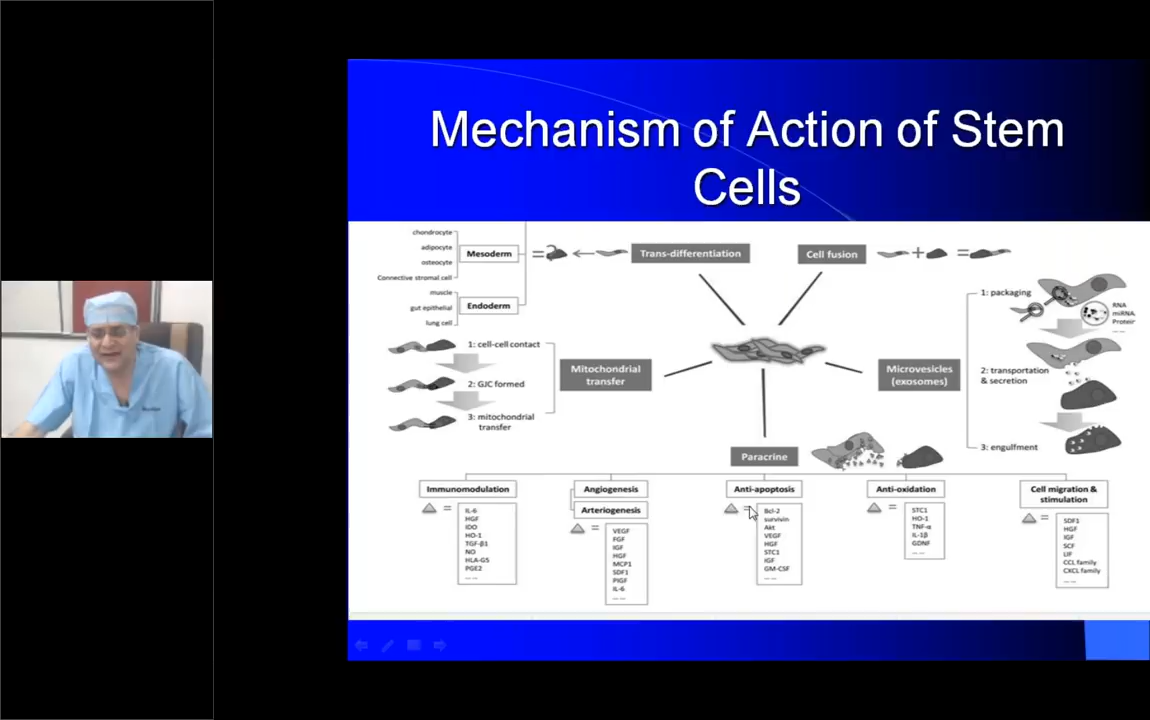 Mechanism of Action of Stem
Cells
chondrocyte
adipocyte
osteocyte
Connective stromal cell
Mesoderm
muscle
gut epithelial
lung cell
Endoderm
=
Trans-differentiation
Cell fusion
+
=
1: cell-cell contact
2: GJC formed
3: mitochondrial
transfer
Mitochondrial
transfer
Microvesicles
(exosomes)
1: packaging
RNA
miRNA
Protein
... ...
2: transportation
& secretion
3: engulfment
Paracrine
Immunomodulation
=
IL-6
HGF
IDO
HO-1
TGF-β1
NO
HLA-G5
PGE2
... ...
Angiogenesis
Arteriogenesis
=
VEGF
FGF
IGF
HGF
MCP1
SDF1
PIGF
IL-6
... ...
Anti-apoptosis
=
Bcl-2
survivin
Akt
VEGF
HGF
STC1
IGF
GM-CSF
... ...
Anti-oxidation
=
STC1
HO-1
TNF-α
IL-1β
GDNF
... ...
Cell migration &
stimulation
=
SDF1
HGF
IGF
SCF
LIF
CCL family
CXCL family
... ...